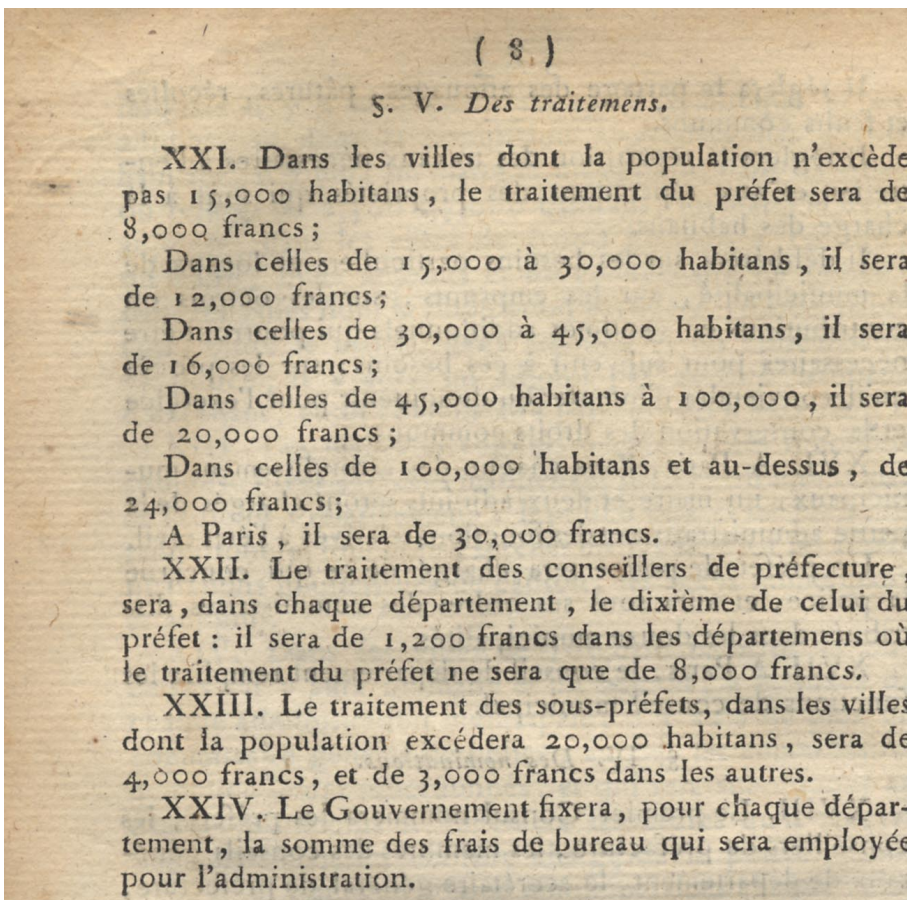 ( 8 )
§. V. Des traitemens.
XXI. Dans les villes dont la population n'excède
pas 15,000 habitans, le traitement du préfet sera de
8,000 francs ;
Dans celles de 15,000 à 30,000 habitans, il sera
de 12,000 francs ;
Dans celles de 30,000 à 45,000 habitans, il sera
de 16,000 francs ;
Dans celles de 45,000 habitans à 100,000, il sera
de 20,000 francs ;
Dans celles de 100,000 habitans et au-dessus, de
24,000 francs ;
A Paris, il sera de 30,000 francs.
XXII. Le traitement des conseillers de préfecture,
sera, dans chaque département, le dixième de celui du
préfet : il sera de 1,200 francs dans les départemens où
le traitement du préfet ne sera que de 8,000 francs.
XXIII. Le traitement des sous-préfets, dans les villes
dont la population excédera 20,000 habitans, sera de
4,000 francs, et de 3,000 francs dans les autres.
XXIV. Le Gouvernement fixera, pour chaque dépar-
tement, la somme des frais de bureau qui sera employée
pour l'administration.